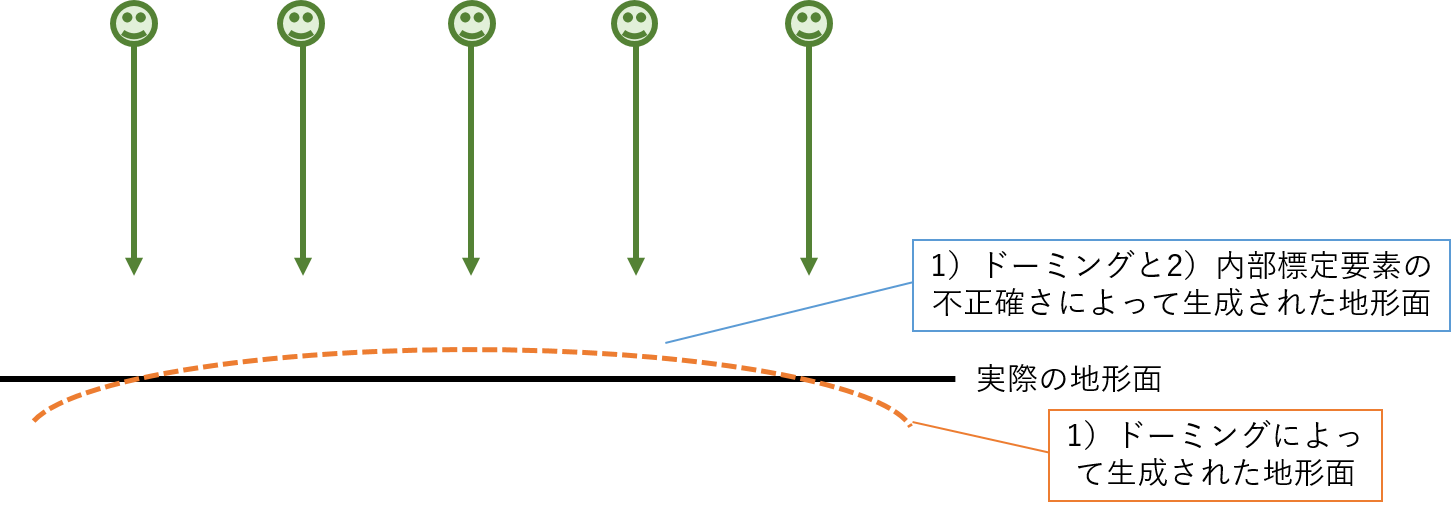 1）ドーミングと2）内部標定要素の
不正確さによって生成された地形面
実際の地形面
1）ドーミングによっ
て生成された地形面